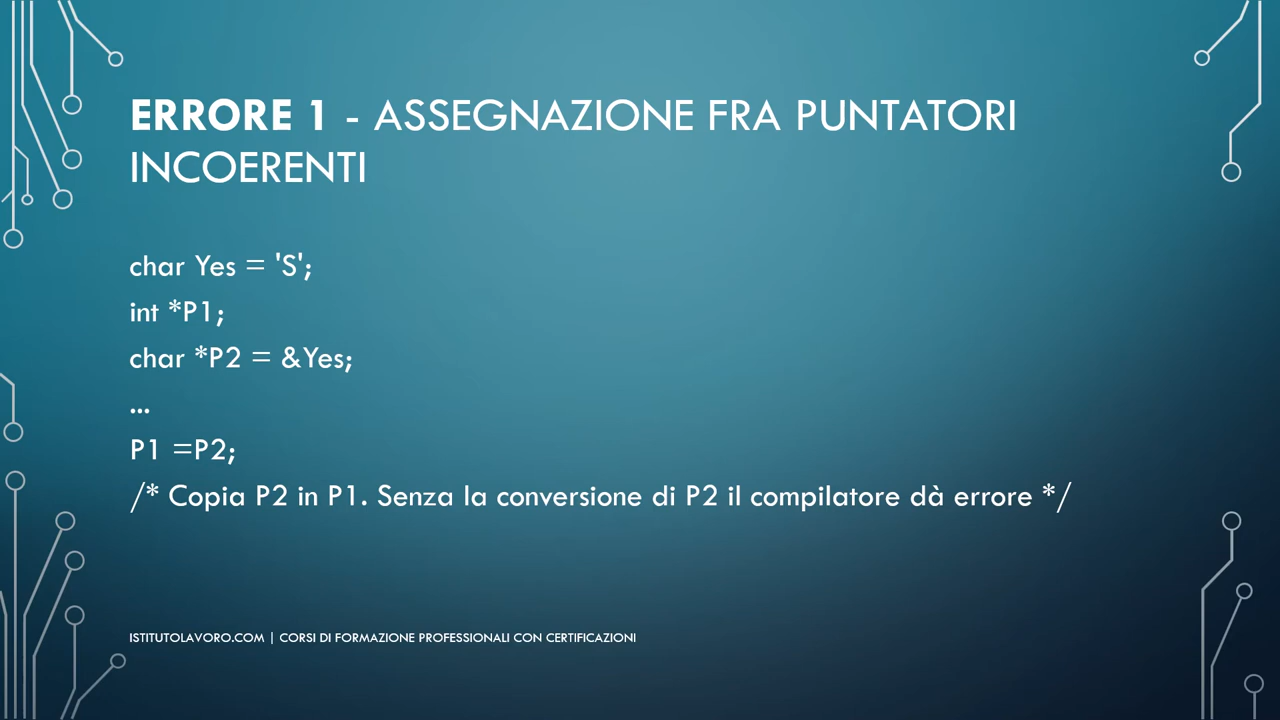 ERRORE 1 - ASSEGNAZIONE FRA PUNTATORI
INCOERENTI
char Yes = 'S';
int *P1;
char *P2 = &Yes;
...
P1 =P2;
/* Copia P2 in P1. Senza la conversione di P2 il compilatore dà errore */
ISTITUTOLAVORO.COM | CORSI DI FORMAZIONE PROFESSIONALI CON CERTIFICAZIONI